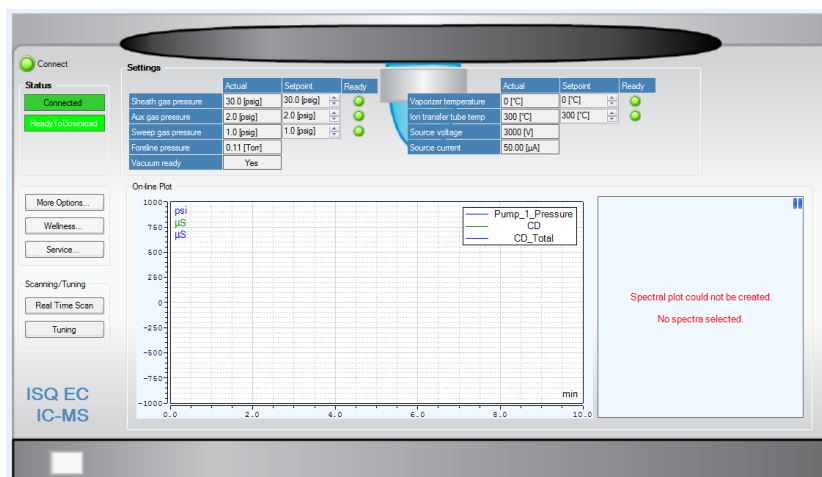 Connect
Status
Connected
ReadyToDownload
Settings
Actual Setpoint Ready
Sheath gas pressure 30.0 [psig] 30.0 [psig]
Aux gas pressure 2.0 [psig] 2.0 [psig]
Sweep gas pressure 1.0 [psig] 1.0 [psig]
Foreline pressure 0.11 [Torr]
Vacuum ready Yes
Actual Setpoint Ready
Vaporizer temperature 0 [°C] 0 [°C]
Ion transfer tube temp 300 [°C] 300 [°C]
Source voltage 3000 [V]
Source current 50.00 [µA]
More Options...
Wellness...
Service...
Scanning/Tuning
Real Time Scan
Tuning
ISQ EC
IC-MS
On-line Plot
psi
µS
µS
Pump_1_Pressure
CD
CD_Total
1000
750
500
250
0
-250
-500
-750
-1000
min
0.0 2.0 4.0 6.0 8.0 10.0
Spectral plot could not be created.
No spectra selected.